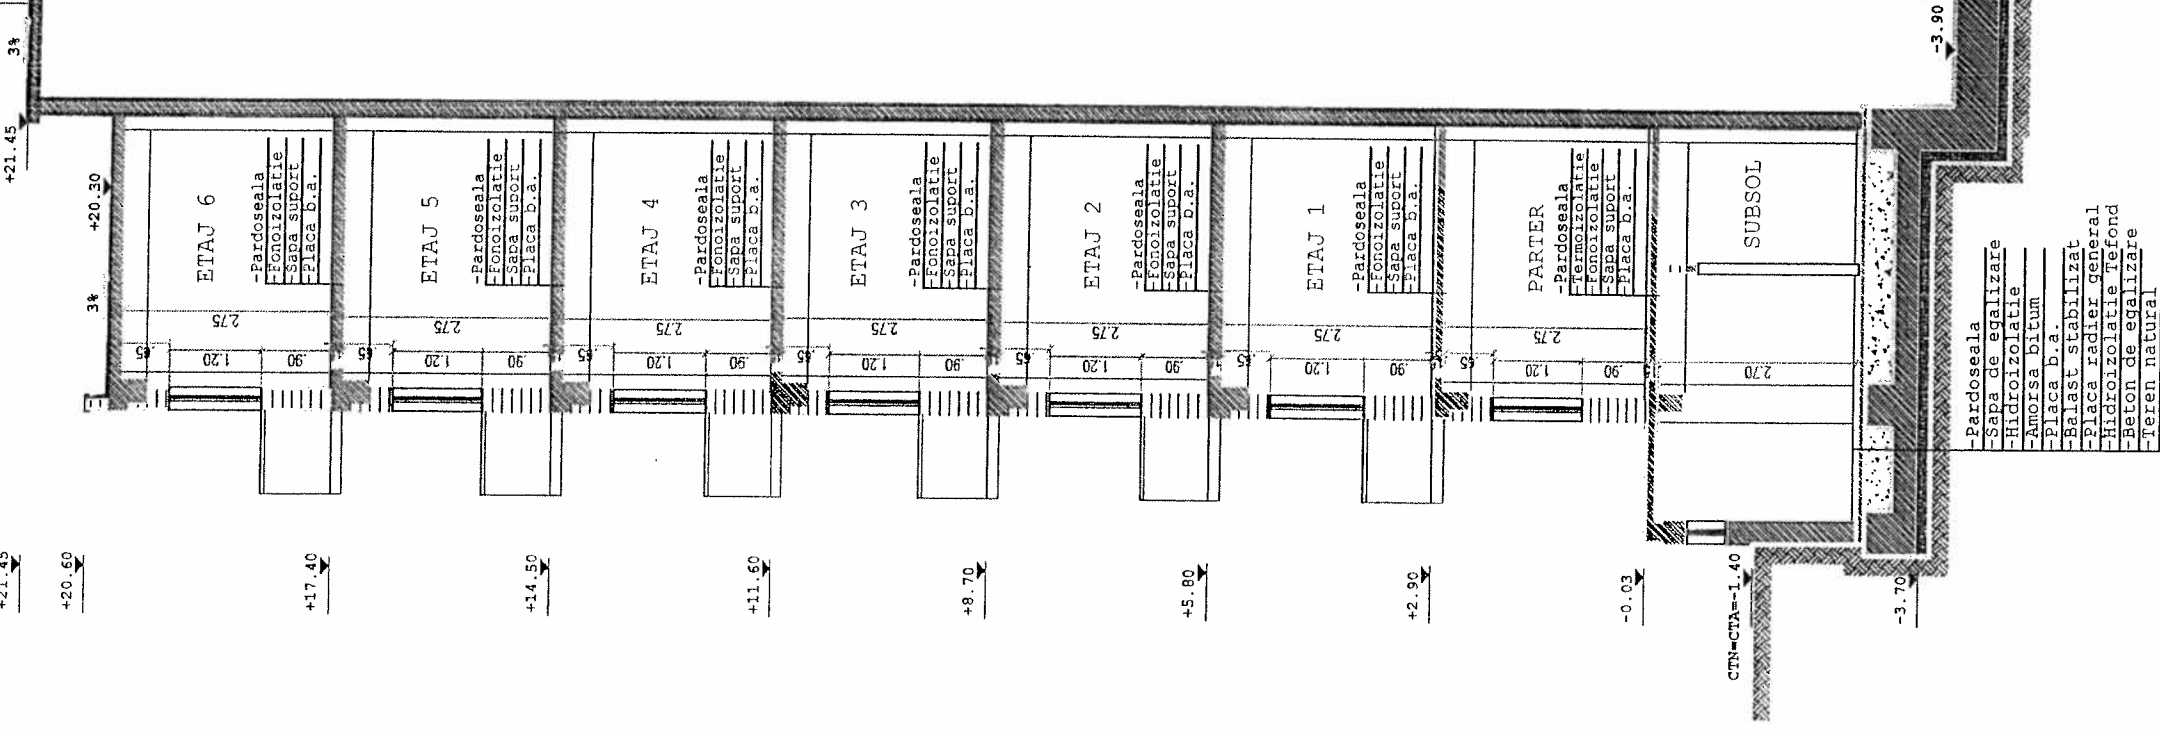 3%
+21.45
+20.30
3%
ETAJ 6
-Pardoseala
-Fonoizolatie
-Sapa suport
-Placa b.a.
2.75
.65
1.20
.90
ETAJ 5
-Pardoseala
-Fonoizolatie
-Sapa suport
-Placa b.a.
2.75
.65
1.20
.90
ETAJ 4
-Pardoseala
-Fonoizolatie
-Sapa suport
-Placa b.a.
2.75
.65
1.20
.90
ETAJ 3
-Pardoseala
-Fonoizolatie
-Sapa suport
-Placa b.a.
2.75
.65
1.20
.90
ETAJ 2
-Pardoseala
-Fonoizolatie
-Sapa suport
-Placa b.a.
2.75
.65
1.20
.90
ETAJ 1
-Pardoseala
-Fonoizolatie
-Sapa suport
-Placa b.a.
2.75
.65
1.20
.90
PARTER
-Pardoseala
-Termoizolatie
-Fonoizolatie
-Sapa suport
-Placa b.a.
2.75
.65
1.20
.90
SUBSOL
2.70
-3.90
-Pardoseala
-Sapa de egalizare
-Hidroizolatie
-Amorsa bitum
-Placa b.a.
-Balast stabilizat
-Placa radier general
-Hidroizolatie Tefond
-Beton de egalizare
-Teren natural
+21.45
+20.60
+17.40
+14.50
+11.60
+8.70
+5.80
+2.90
-0.03
CTN=CTA=-1.40
-3.70